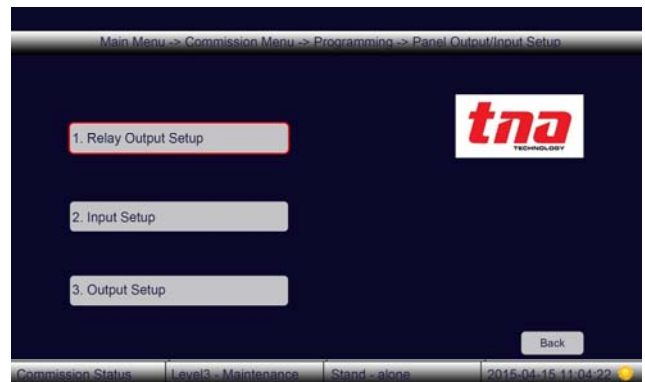 Main Menu -> Commission Menu -> Programming -> Panel Output/Input Setup
tna
TECHNOLOGY
1. Relay Output Setup
2. Input Setup
3. Output Setup
Back
Commission Status Level3 - Maintenance Stand - alone 2015-04-15 11:04:22